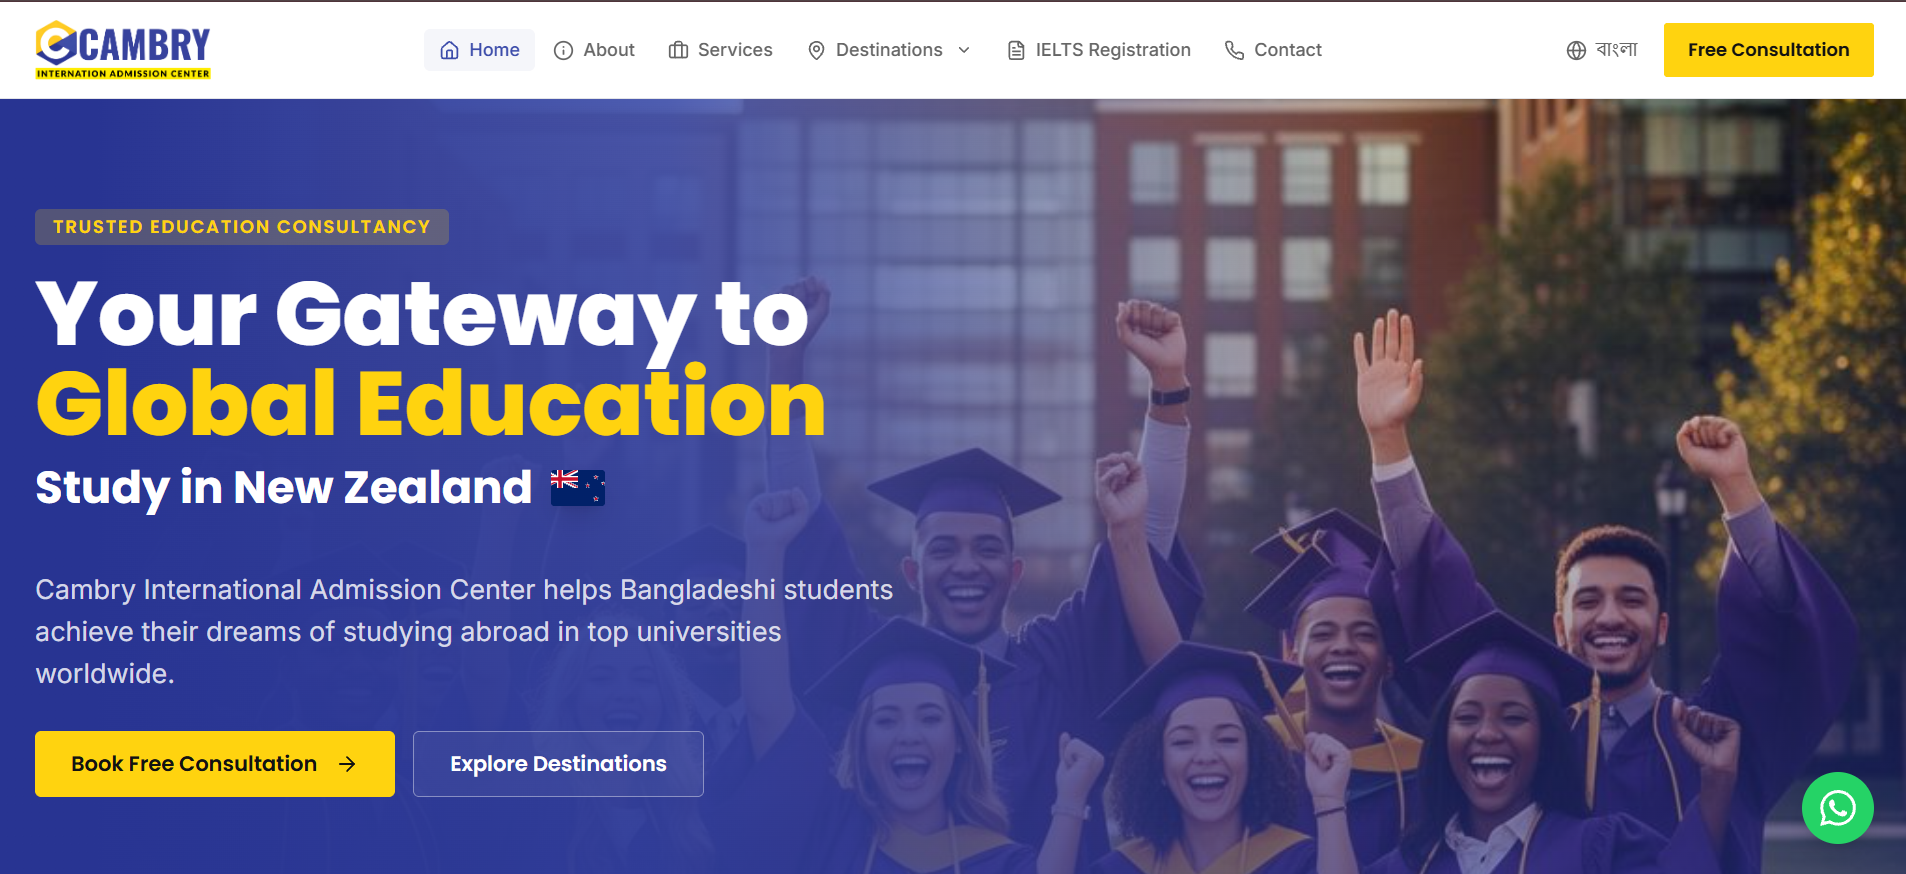 CAMBRY
INTERNATION ADMISSION CENTER
Home
About
Services
Destinations
IELTS Registration
Contact
বাংলা
Free Consultation
TRUSTED EDUCATION CONSULTANCY
Your Gateway to
Global Education
Study in New Zealand
Cambry International Admission Center helps Bangladeshi students
achieve their dreams of studying abroad in top universities
worldwide.
Book Free Consultation
Explore Destinations